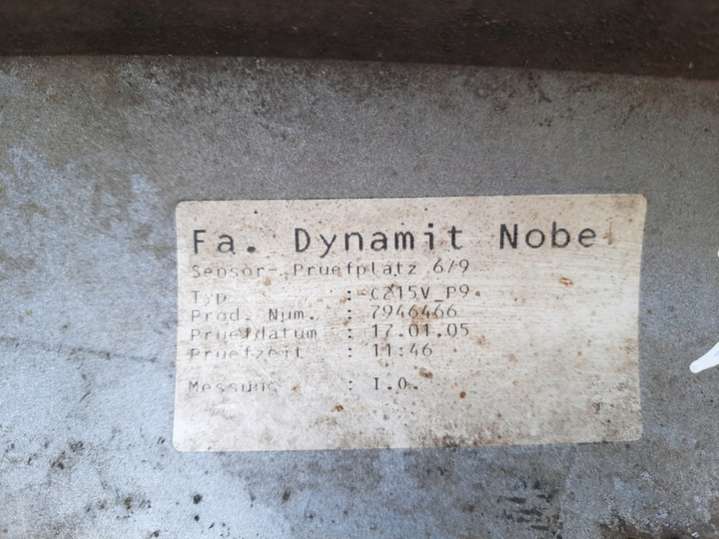 Fa. Dynamit Nobel
Sensor- Pruefplatz 6/9
Typ : C215V_P9
Prod. Num. : 7946466
Pruefdatum : 17.01.05
Pruefzeit : 11:46
Messung : I.O.